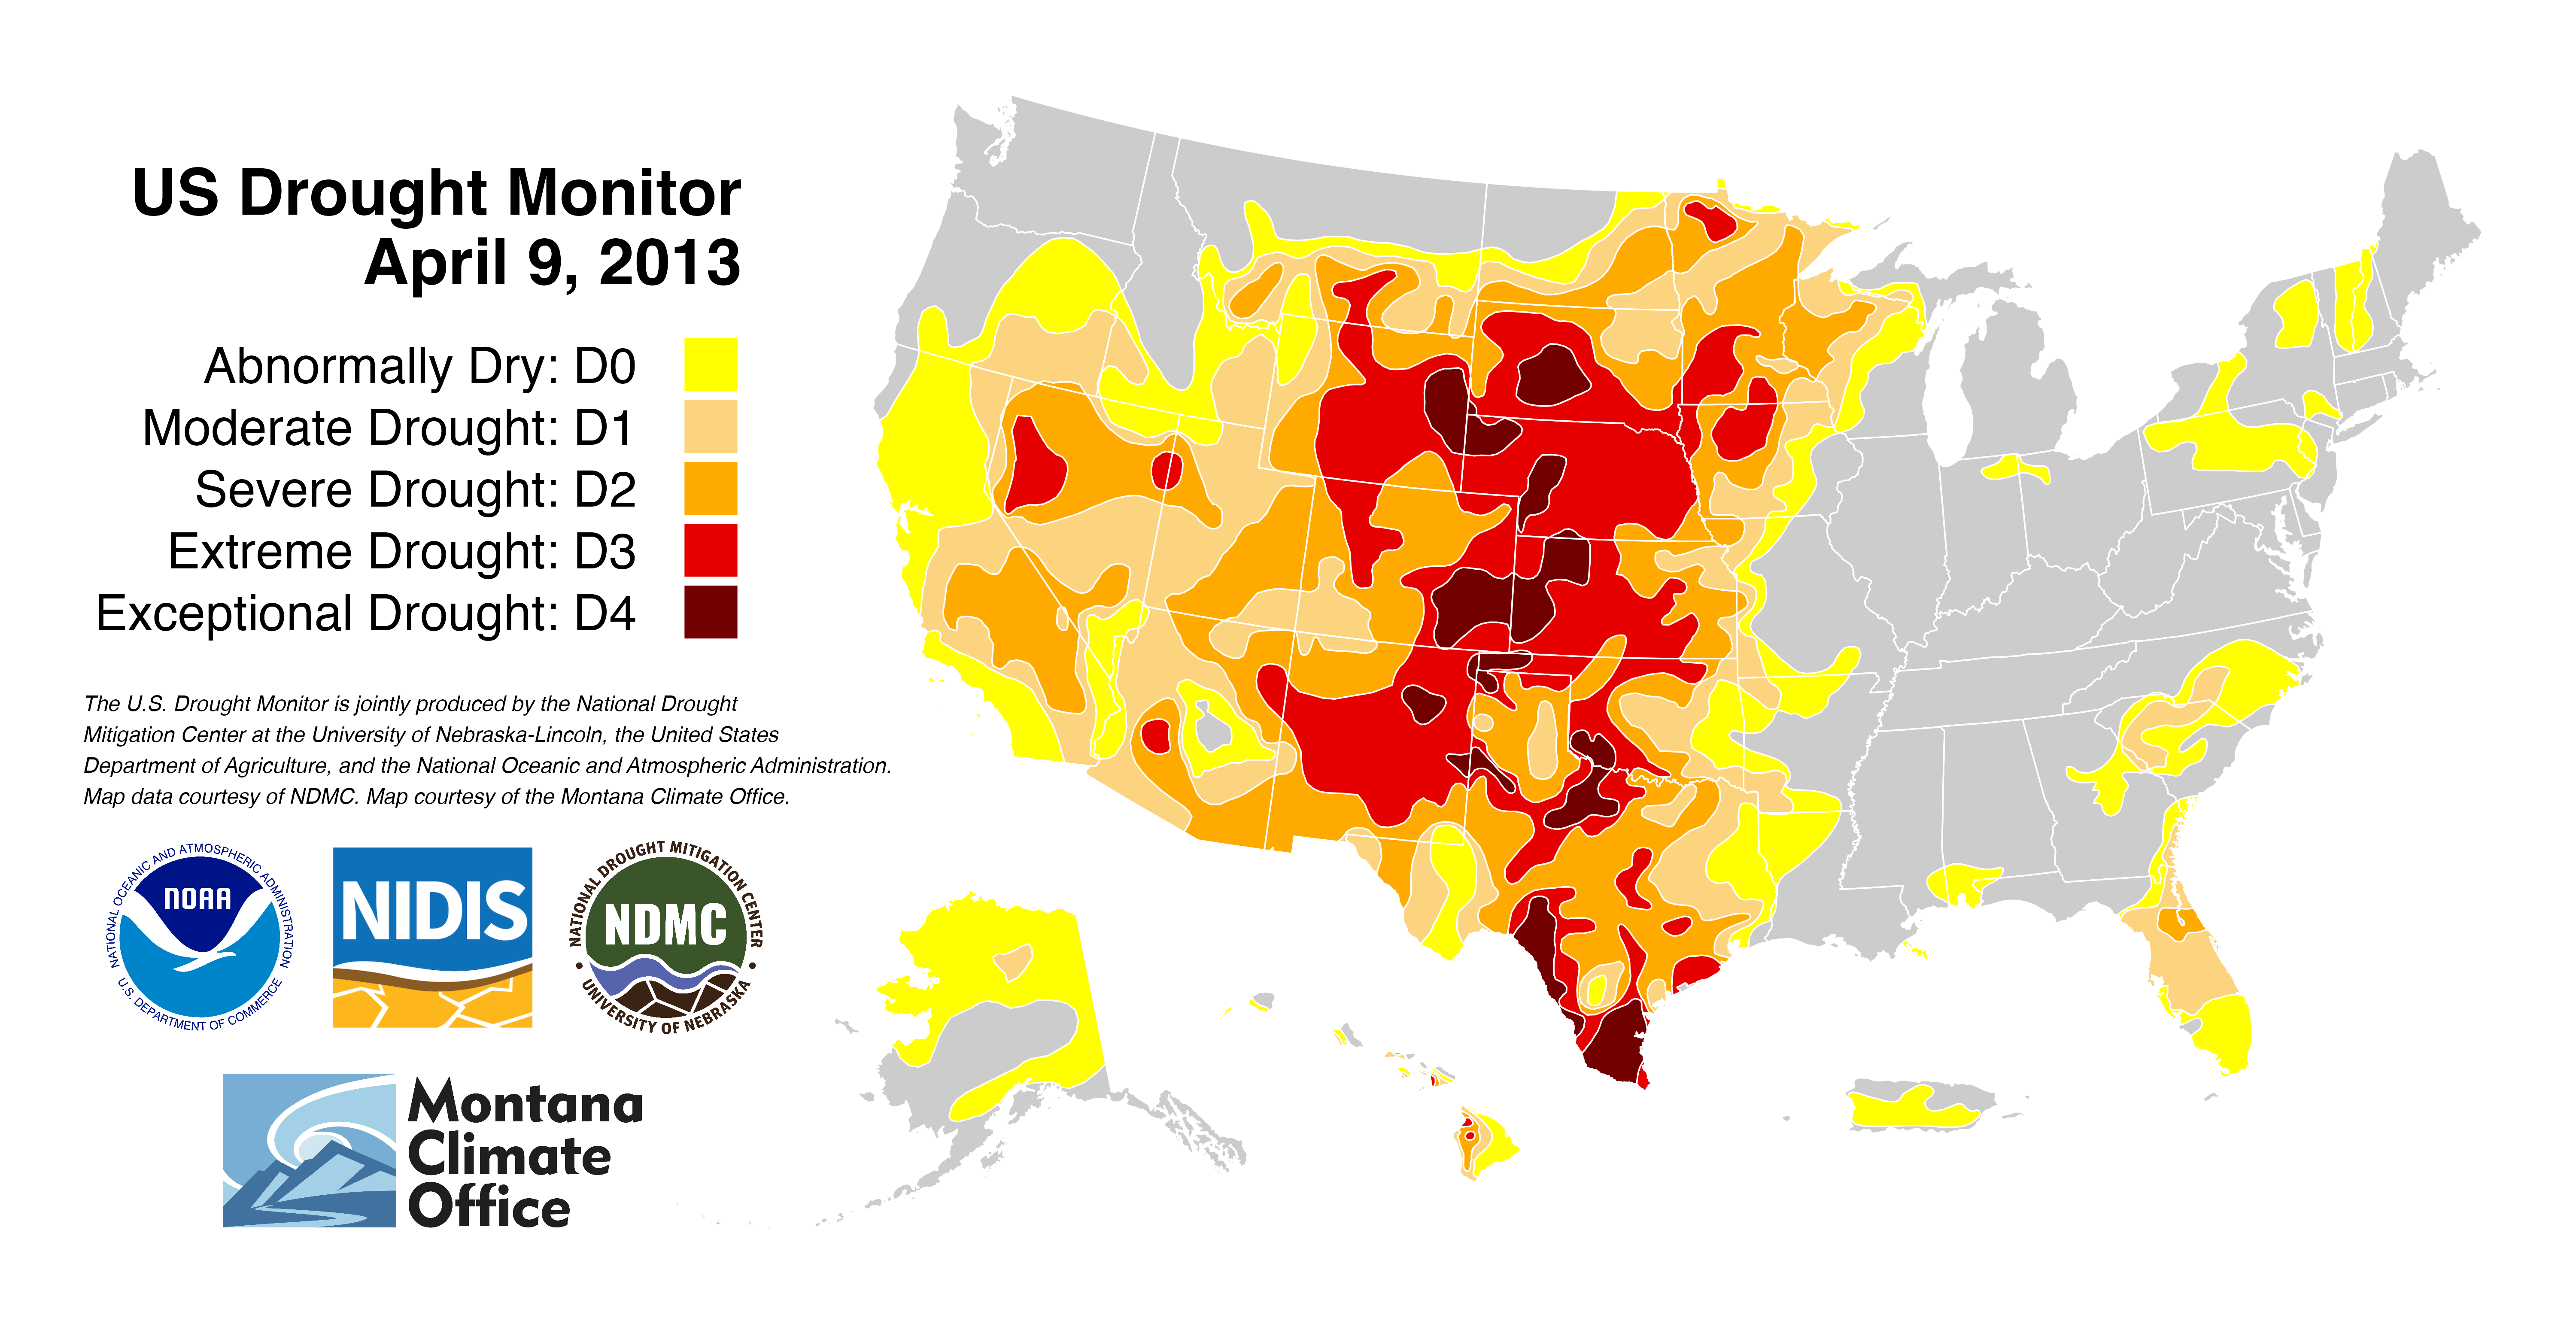 US Drought Monitor
April 9, 2013
Abnormally Dry: D0
Moderate Drought: D1
Severe Drought: D2
Extreme Drought: D3
Exceptional Drought: D4
The U.S. Drought Monitor is jointly produced by the National Drought
Mitigation Center at the University of Nebraska-Lincoln, the United States
Department of Agriculture, and the National Oceanic and Atmospheric Administration.
Map data courtesy of NDMC. Map courtesy of the Montana Climate Office.
NATIONAL OCEANIC AND ATMOSPHERIC ADMINISTRATION
NOAA
U.S. DEPARTMENT OF COMMERCE
NIDIS
NATIONAL DROUGHT MITIGATION CENTER
NDMC
UNIVERSITY OF NEBRASKA
Montana
Climate
Office